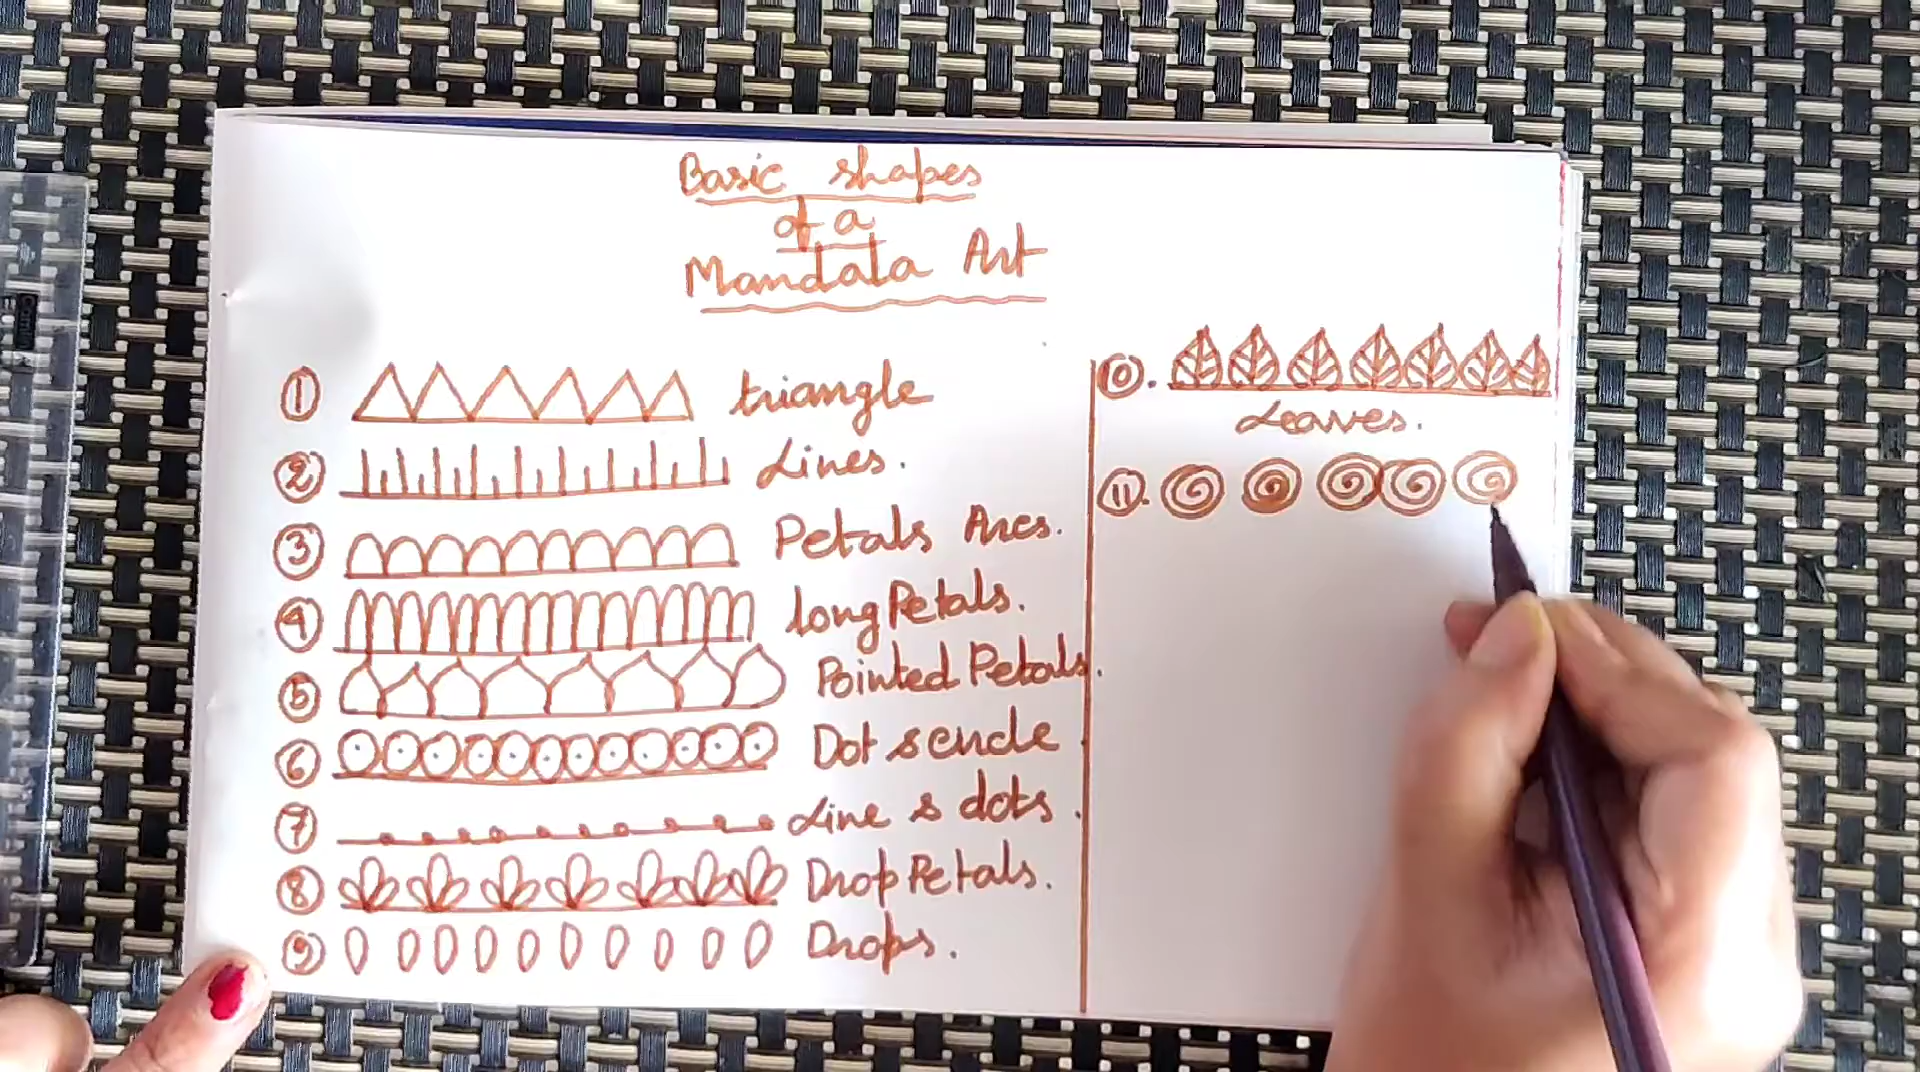 Basic shapes
of a
Mandala Art
1 triangle
2 Lines.
3 Petals Arcs.
4 long Petals.
5 Pointed Petals.
6 Dot s circle
7 Line s dots.
8 Drop Petals.
9 Drops.
10. Leaves.
11.